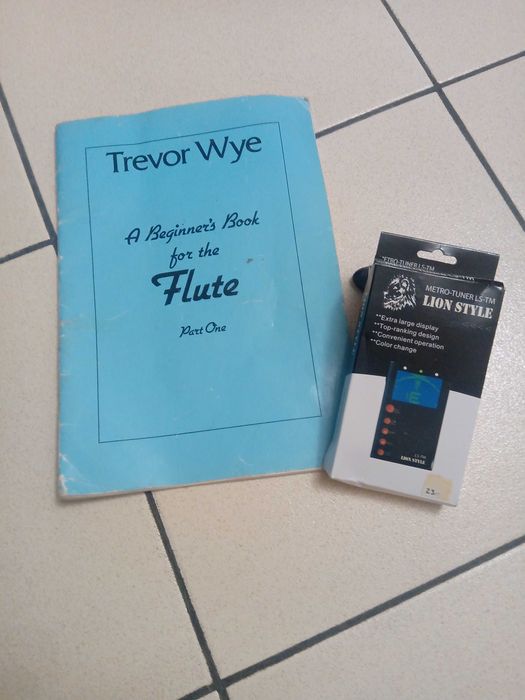 Trevor Wye
A Beginner's Book
for the
Flute
Part One
METRO-TUNER LS-TM
LION STYLE
**Extra large display
**Top-ranking design
**Convenient operation
**Color change
E
LION STYLE